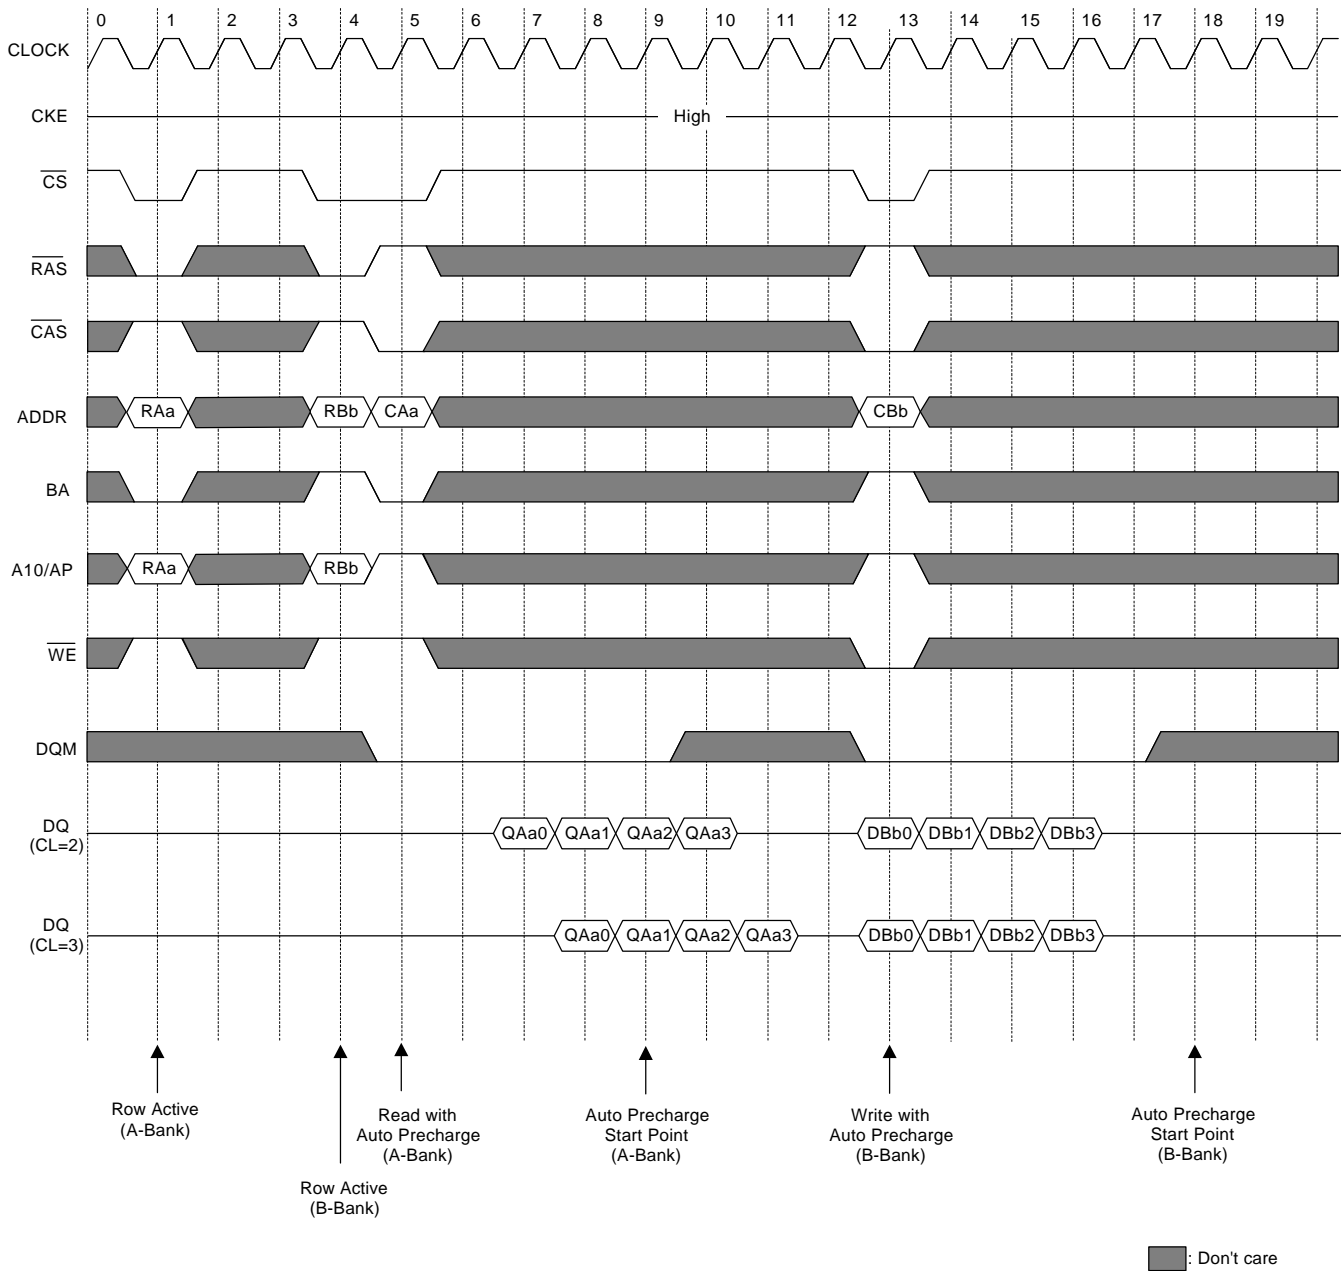 0 1 2 3 4 5 6 7 8 9 10 11 12 13 14 15 16 17 18 19
CLOCK
CKE High
CS
RAS
CAS
ADDR RAa RBb CAa CBb
BA
A10/AP RAa RBb
WE
DQM
DQ
(CL=2)
QAa0 QAa1 QAa2 QAa3 DBb0 DBb1 DBb2 DBb3
DQ
(CL=3)
QAa0 QAa1 QAa2 QAa3 DBb0 DBb1 DBb2 DBb3
Row Active
(A-Bank)
Row Active
(B-Bank)
Read with
Auto Precharge
(A-Bank)
Auto Precharge
Start Point
(A-Bank)
Write with
Auto Precharge
(B-Bank)
Auto Precharge
Start Point
(B-Bank)
: Don't care